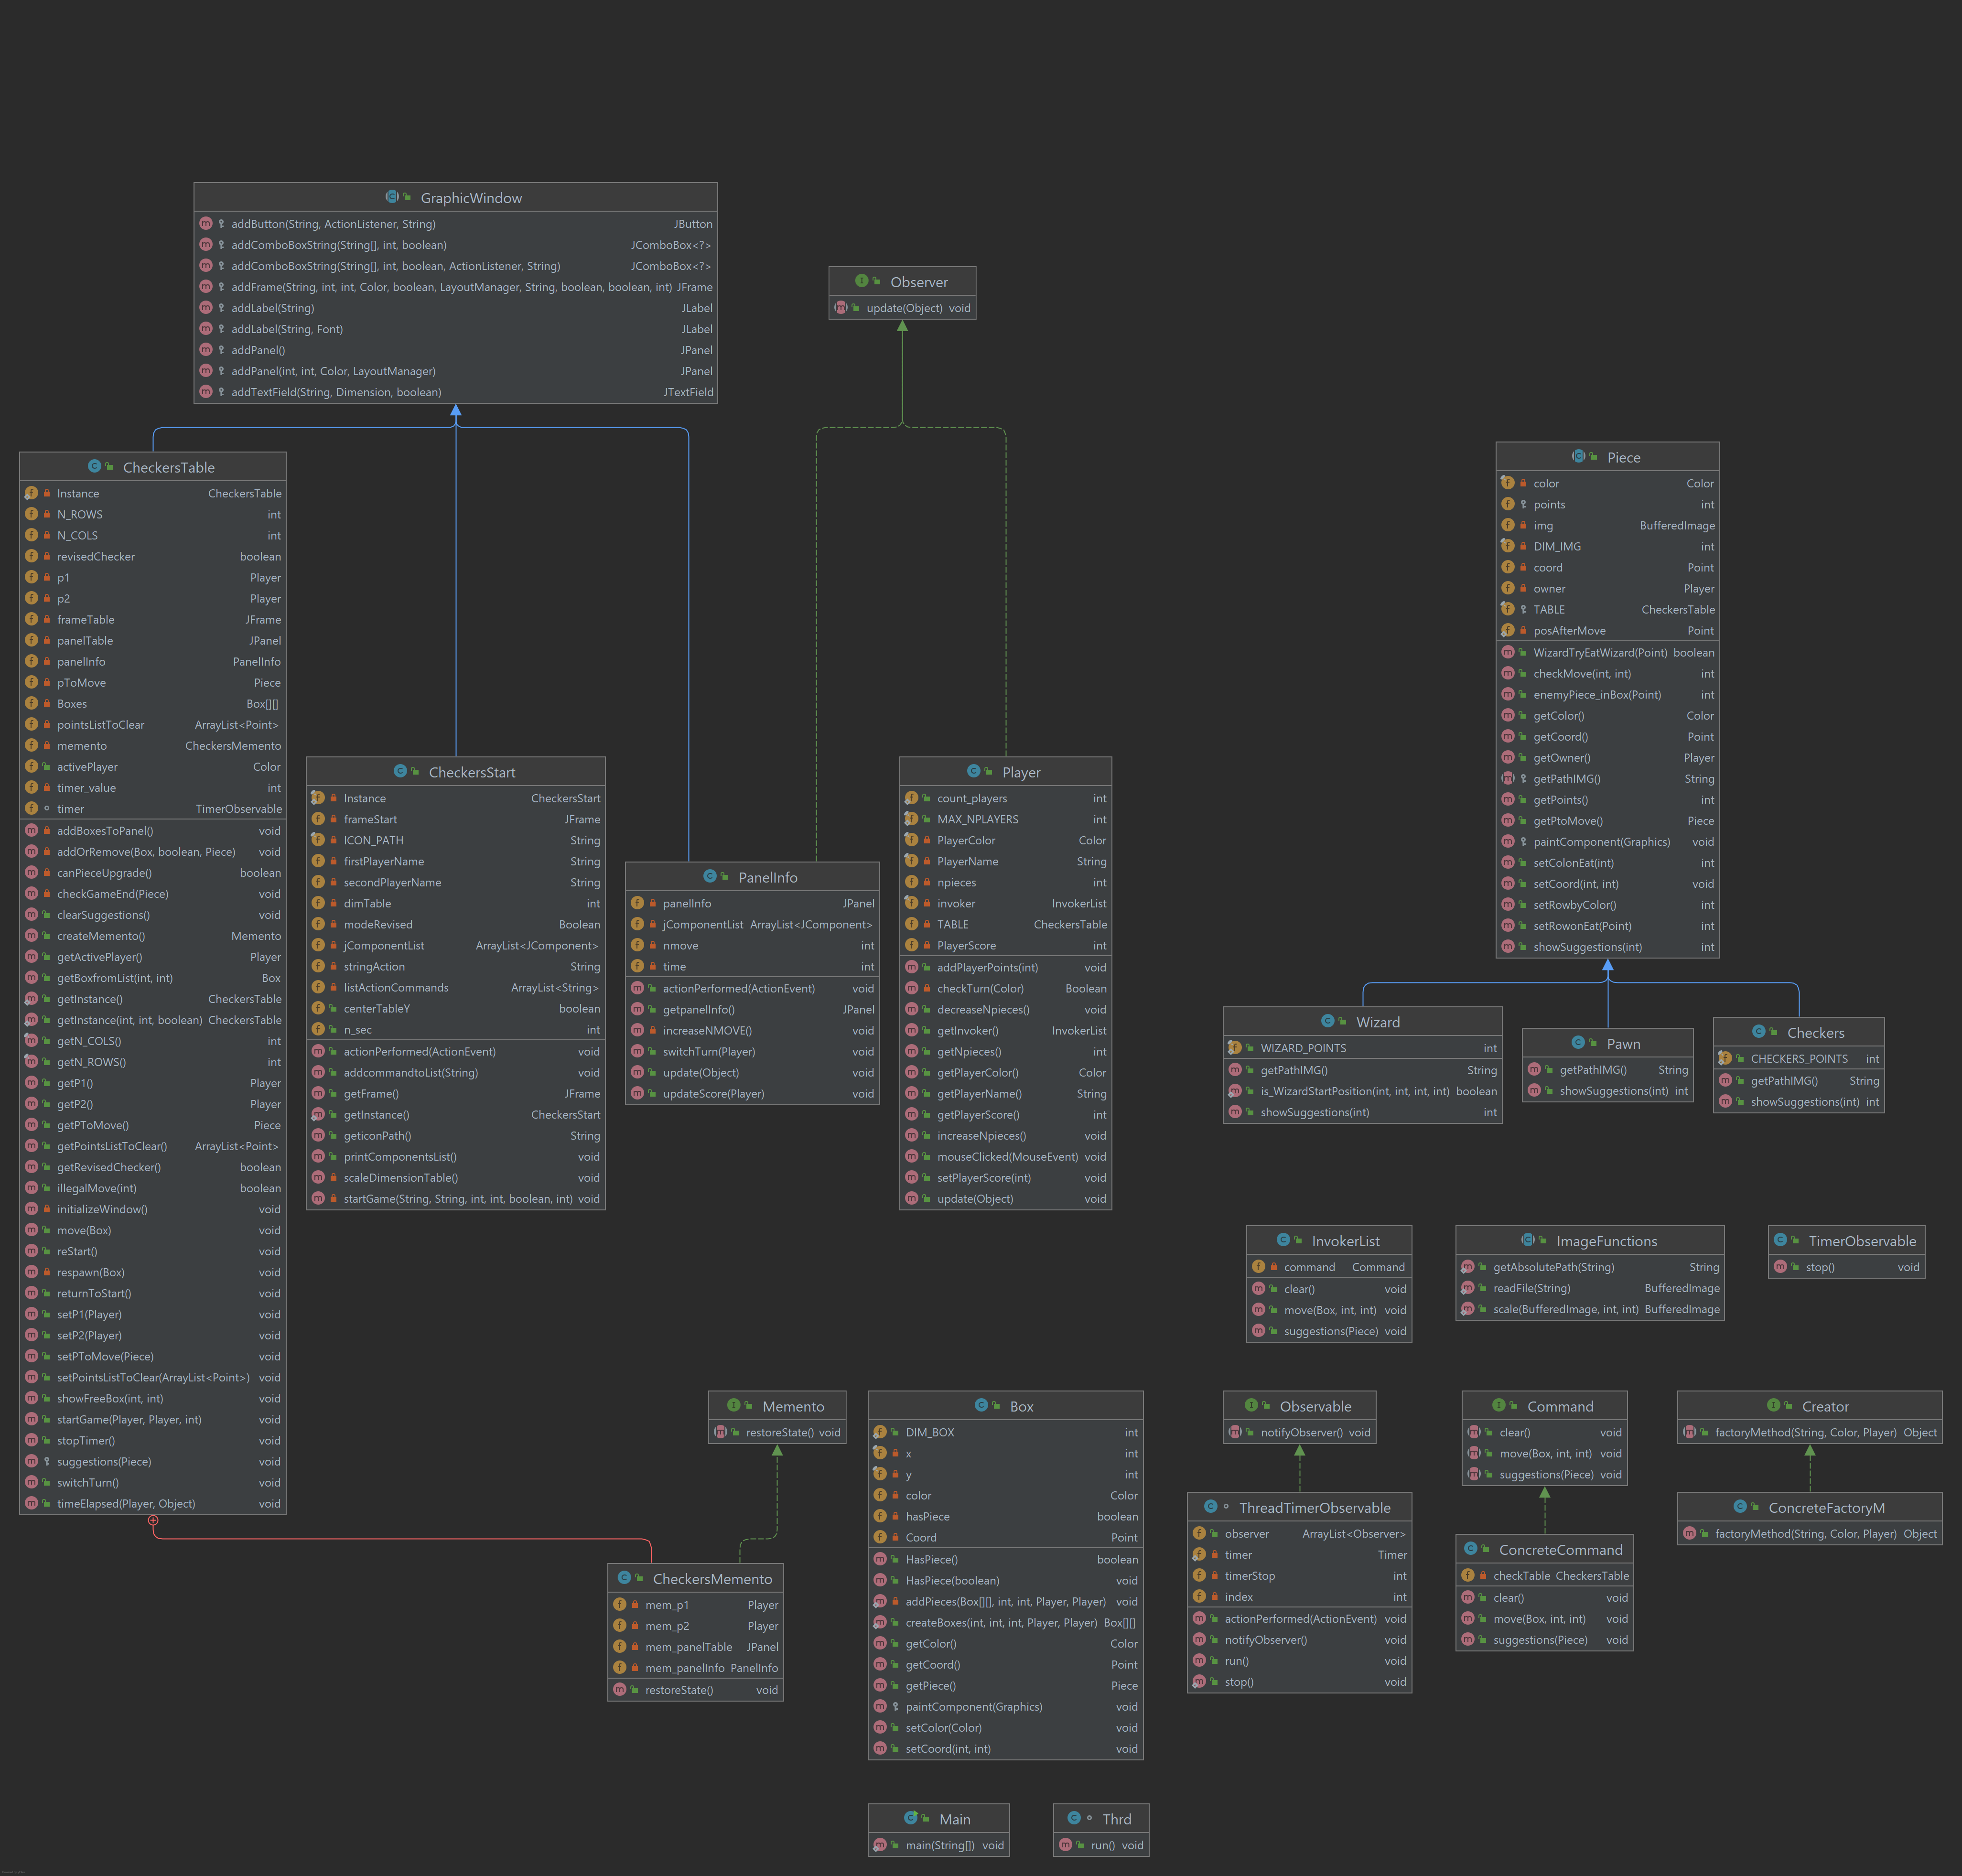 GraphicWindow
addButton(String, ActionListener, String) JButton
addComboBoxString(String[], int, boolean) JComboBox<?>
addComboBoxString(String[], int, boolean, ActionListener, String) JComboBox<?>
addFrame(String, int, int, Color, boolean, LayoutManager, String, boolean, boolean, int) JFrame
addLabel(String) JLabel
addLabel(String, Font) JLabel
addPanel() JPanel
addPanel(int, int, Color, LayoutManager) JPanel
addTextField(String, Dimension, boolean) JTextField
Observer
update(Object) void
CheckersTable
Instance CheckersTable
N_ROWS int
N_COLS int
revisedChecker boolean
p1 Player
p2 Player
frameTable JFrame
panelTable JPanel
panelInfo PanelInfo
pToMove Piece
Boxes Box[][]
pointsListToClear ArrayList<Point>
memento CheckersMemento
activePlayer Color
timer_value int
timer TimerObservable
addBoxesToPanel() void
addOrRemove(Box, boolean, Piece) void
canPieceUpgrade() boolean
checkGameEnd(Piece) void
clearSuggestions() void
createMemento() Memento
getActivePlayer() Player
getBoxfromList(int, int) Box
getInstance() CheckersTable
getInstance(int, int, boolean) CheckersTable
getN_COLS() int
getN_ROWS() int
getP1() Player
getP2() Player
getPToMove() Piece
getPointsListToClear() ArrayList<Point>
getRevisedChecker() boolean
illegalMove(int) boolean
initializeWindow() void
move(Box) void
reStart() void
respawn(Box) void
returnToStart() void
setP1(Player) void
setP2(Player) void
setPToMove(Piece) void
setPointsListToClear(ArrayList<Point>) void
showFreeBox(int, int) void
startGame(Player, Player, int) void
stopTimer() void
suggestions(Piece) void
switchTurn() void
timeElapsed(Player, Object) void
CheckersStart
Instance CheckersStart
frameStart JFrame
ICON_PATH String
firstPlayerName String
secondPlayerName String
dimTable int
modeRevised Boolean
jComponentList ArrayList<JComponent>
stringAction String
listActionCommands ArrayList<String>
centerTableY boolean
n_sec int
actionPerformed(ActionEvent) void
addcommandtoList(String) void
getFrame() JFrame
getInstance() CheckersStart
geticonPath() String
printComponentsList() void
scaleDimensionTable() void
startGame(String, String, int, int, boolean, int) void
PanelInfo
panelInfo JPanel
jComponentList ArrayList<JComponent>
nmove int
time int
actionPerformed(ActionEvent) void
getpanelInfo() JPanel
increaseNMOVE() void
switchTurn(Player) void
update(Object) void
updateScore(Player) void
Player
count_players int
MAX_NPLAYERS int
PlayerColor Color
PlayerName String
npieces int
invoker InvokerList
TABLE CheckersTable
PlayerScore int
addPlayerPoints(int) void
checkTurn(Color) Boolean
decreaseNpieces() void
getInvoker() InvokerList
getNpieces() int
getPlayerColor() Color
getPlayerName() String
getPlayerScore() int
increaseNpieces() void
mouseClicked(MouseEvent) void
setPlayerScore(int) void
update(Object) void
Piece
color Color
points int
img BufferedImage
DIM_IMG int
coord Point
owner Player
TABLE CheckersTable
posAfterMove Point
WizardTryEatWizard(Point) boolean
checkMove(int, int) int
enemyPiece_inBox(Point) int
getColor() Color
getCoord() Point
getOwner() Player
getPathIMG() String
getPoints() int
getPtoMove() Piece
paintComponent(Graphics) void
setColonEat(int) int
setCoord(int, int) void
setRowbyColor() int
setRowonEat(Point) int
showSuggestions(int) int
Wizard
WIZARD_POINTS int
getPathIMG() String
is_WizardStartPosition(int, int, int, int) boolean
showSuggestions(int) int
Pawn
getPathIMG() String
showSuggestions(int) int
Checkers
CHECKERS_POINTS int
getPathIMG() String
showSuggestions(int) int
InvokerList
command Command
clear() void
move(Box, int, int) void
suggestions(Piece) void
ImageFunctions
getAbsolutePath(String) String
readFile(String) BufferedImage
scale(BufferedImage, int, int) BufferedImage
TimerObservable
stop() void
Memento
restoreState() void
CheckersMemento
mem_p1 Player
mem_p2 Player
mem_panelTable JPanel
mem_panelInfo PanelInfo
restoreState() void
Box
DIM_BOX int
x int
y int
color Color
hasPiece boolean
Coord Point
HasPiece() boolean
HasPiece(boolean) void
addPieces(Box[][], int, int, Player, Player) void
createBoxes(int, int, int, Player, Player) Box[][]
getColor() Color
getCoord() Point
getPiece() Piece
paintComponent(Graphics) void
setColor(Color) void
setCoord(int, int) void
Observable
notifyObserver() void
ThreadTimerObservable
observer ArrayList<Observer>
timer Timer
timerStop int
index int
actionPerformed(ActionEvent) void
notifyObserver() void
run() void
stop() void
Command
clear() void
move(Box, int, int) void
suggestions(Piece) void
ConcreteCommand
checkTable CheckersTable
clear() void
move(Box, int, int) void
suggestions(Piece) void
Creator
factoryMethod(String, Color, Player) Object
ConcreteFactoryM
factoryMethod(String, Color, Player) Object
Main
main(String[]) void
Thrd
run() void